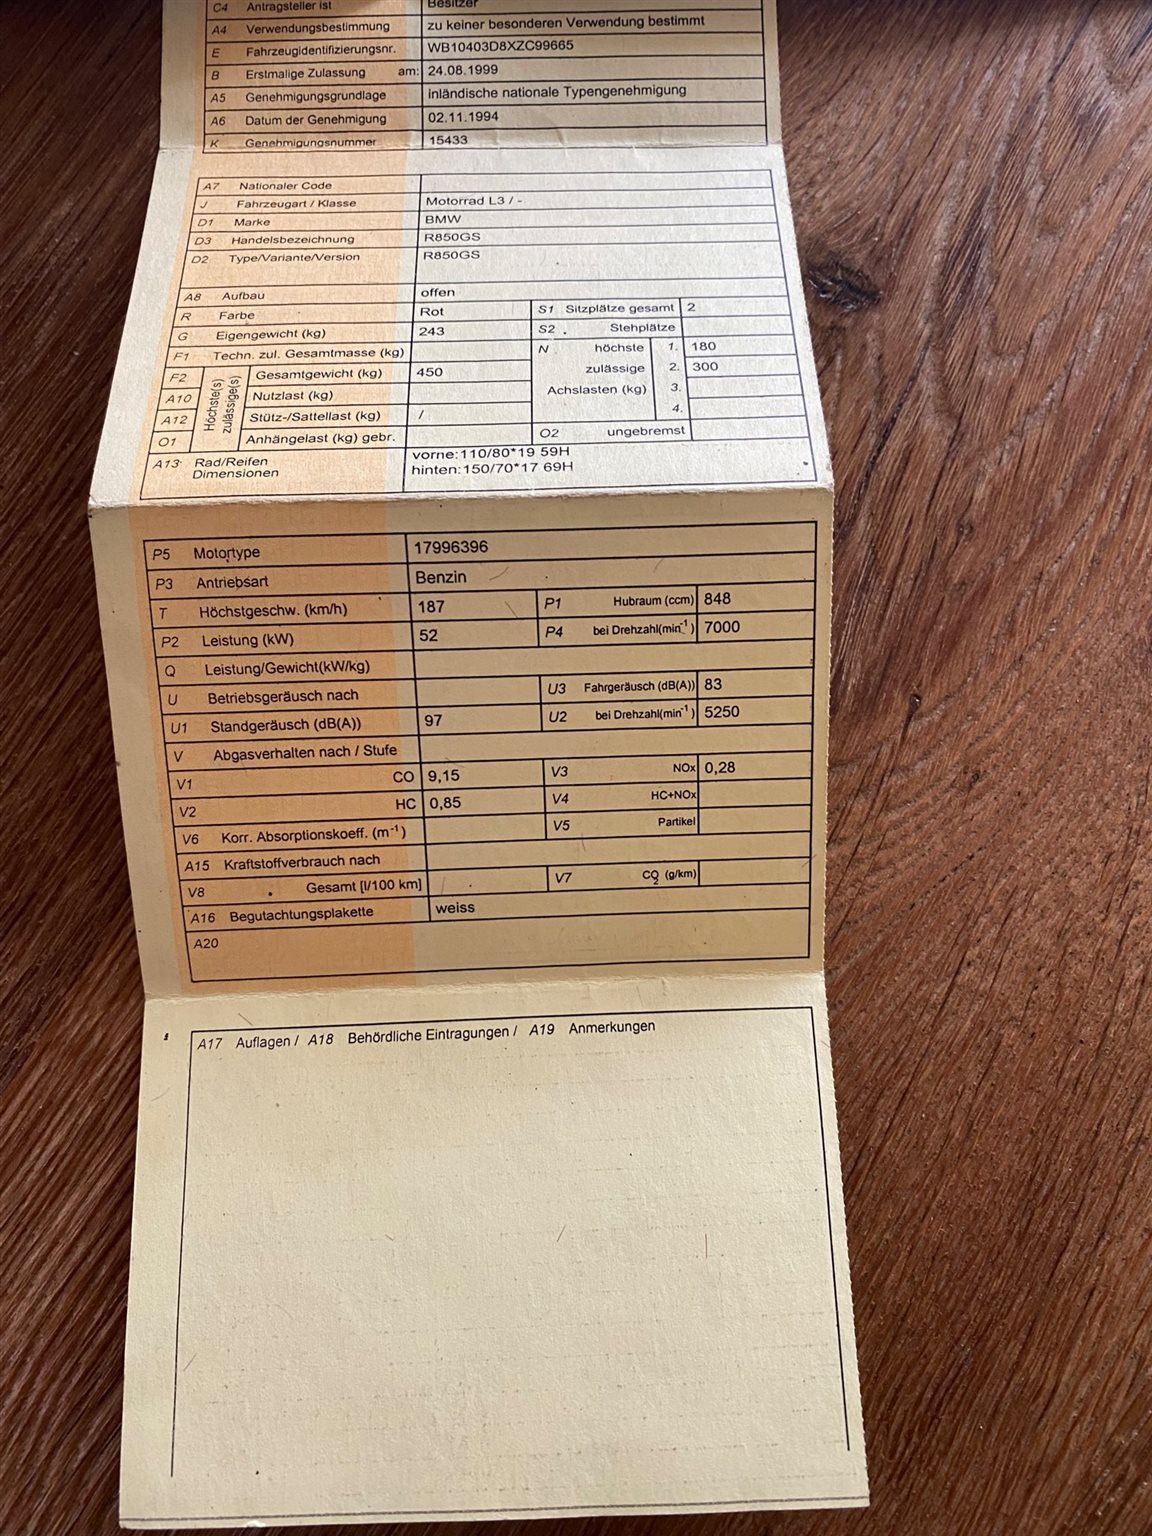 C4 Antragsteller ist Besitzer
A4 Verwendungsbestimmung zu keiner besonderen Verwendung bestimmt
E Fahrzeugidentifizierungsnr. WB10403D8XZC99665
B Erstmalige Zulassung am: 24.08.1999
A5 Genehmigungsgrundlage inländische nationale Typengenehmigung
A6 Datum der Genehmigung 02.11.1994
K Genehmigungsnummer 15433
A7 Nationaler Code
J Fahrzeugart / Klasse Motorrad L3 / -
D1 Marke BMW
D3 Handelsbezeichnung R850GS
D2 Type/Variante/Version R850GS
A8 Aufbau offen
R Farbe Rot S1 Sitzplätze gesamt 2
G Eigengewicht (kg) 243 S2 Stehplätze
F1 Techn. zul. Gesamtmasse (kg) N höchste 1. 180
F2 Höchste(s) zulässige(s) Gesamtgewicht (kg) 450 zulässige 2. 300
A10 Nutzlast (kg) Achslasten (kg) 3.
A12 Stütz-/Sattellast (kg) / 4.
O1 Anhängelast (kg) gebr. O2 ungebremst
A13 Rad/Reifen vorne:110/80*19 59H
Dimensionen hinten:150/70*17 69H
P5 Motortype 17996396
P3 Antriebsart Benzin
T Höchstgeschw. (km/h) 187 P1 Hubraum (ccm) 848
P2 Leistung (kW) 52 P4 bei Drehzahl(min⁻¹) 7000
Q Leistung/Gewicht(kW/kg)
U Betriebsgeräusch nach U3 Fahrgeräusch (dB(A)) 83
U1 Standgeräusch (dB(A)) 97 U2 bei Drehzahl(min⁻¹) 5250
V Abgasverhalten nach / Stufe
V1 CO 9,15 V3 NOx 0,28
V2 HC 0,85 V4 HC+NOx
V6 Korr. Absorptionskoeff. (m⁻¹) V5 Partikel
A15 Kraftstoffverbrauch nach
V8 Gesamt [l/100 km] V7 CO₂ (g/km)
A16 Begutachtungsplakette weiss
A20
A17 Auflagen / A18 Behördliche Eintragungen / A19 Anmerkungen